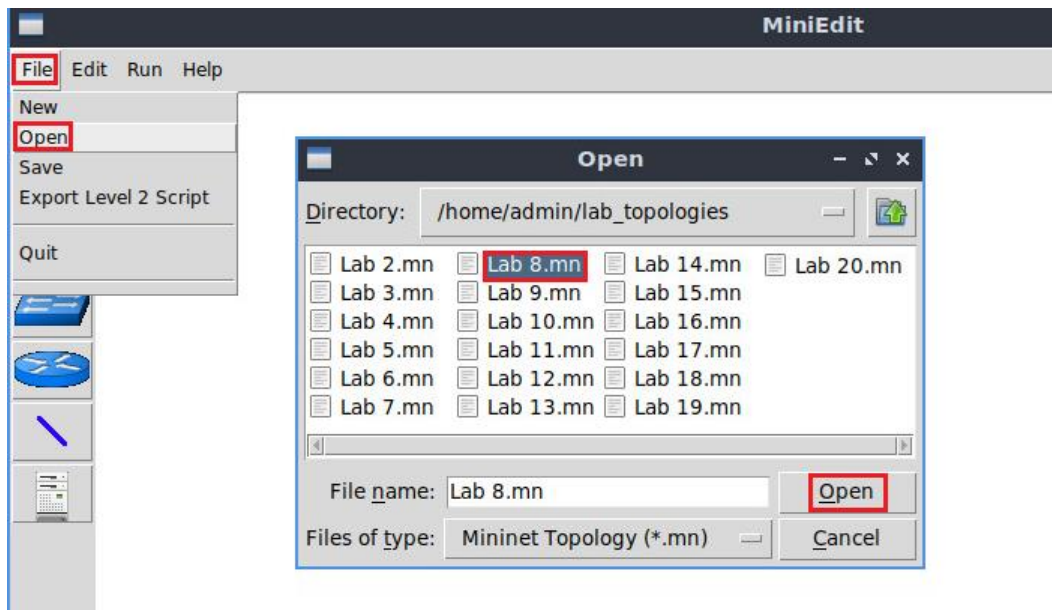 MiniEdit
File Edit Run Help
New
Open
Save
Export Level 2 Script
Quit
Open
Directory: /home/admin/lab_topologies
Lab 2.mn Lab 8.mn Lab 14.mn Lab 20.mn
Lab 3.mn Lab 9.mn Lab 15.mn
Lab 4.mn Lab 10.mn Lab 16.mn
Lab 5.mn Lab 11.mn Lab 17.mn
Lab 6.mn Lab 12.mn Lab 18.mn
Lab 7.mn Lab 13.mn Lab 19.mn
File name: Lab 8.mn Open
Files of type: Mininet Topology (*.mn) Cancel